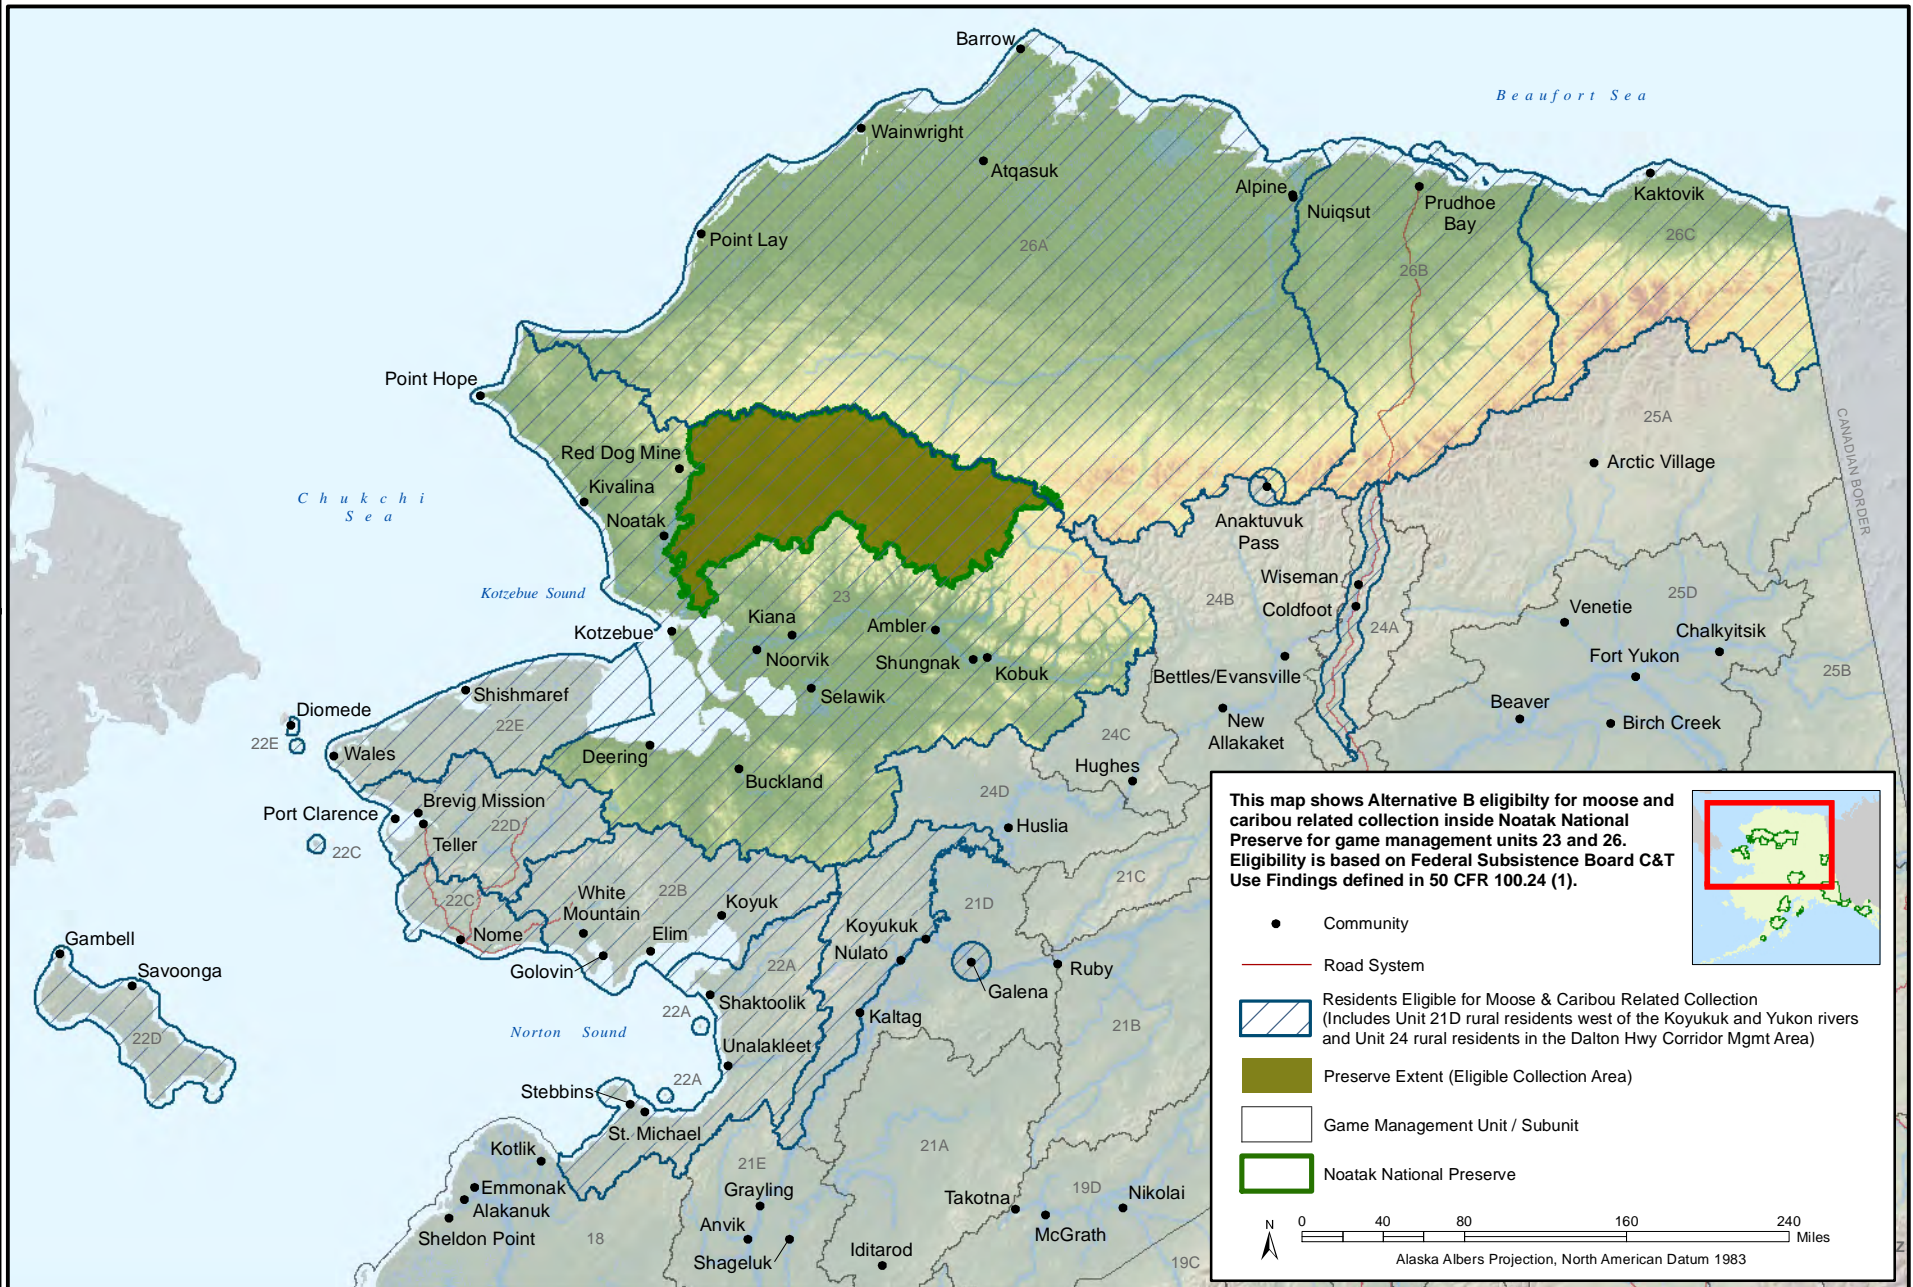 Barrow
Beaufort Sea
Wainwright
Atqasuk
Alpine
Nuiqsut
Prudhoe
Bay
Kaktovik
26C
Point Lay
26A
26B
Point Hope
25A
CANADIAN BORDER
Red Dog Mine
Arctic Village
Chukchi
Sea
Kivalina
Noatak
Anaktuvuk
Pass
Kotzebue Sound
23
Wiseman
24B
Coldfoot
25D
Venetie
Kiana
Ambler
24A
Chalkyitsik
Kotzebue
Noorvik
Shungnak
Kobuk
Fort Yukon
25B
Bettles/Evansville
Shishmaref
Selawik
Beaver
Diomede
22E
New
Allakaket
Birch Creek
22E
Wales
Deering
24C
Buckland
Hughes
Port Clarence
Brevig Mission
22D
24D
Teller
22C
Huslia
22C
White
Mountain
22B
Koyuk
21D
21C
Nome
Elim
Koyukuk
Gambell
Golovin
22A
Nulato
Ruby
Savoonga
Galena
Shaktoolik
22A
Kaltag
22D
Norton Sound
21B
Unalakleet
Stebbins
22A
St. Michael
21A
Kotlik
21E
Emmonak
Grayling
Takotna
19D
Nikolai
Alakanuk
Anvik
McGrath
Sheldon Point
18
Shageluk
Iditarod
19C
This map shows Alternative B eligibilty for moose and
caribou related collection inside Noatak National
Preserve for game management units 23 and 26.
Eligibility is based on Federal Subsistence Board C&T
Use Findings defined in 50 CFR 100.24 (1).
Community
Road System
Residents Eligible for Moose & Caribou Related Collection
(Includes Unit 21D rural residents west of the Koyukuk and Yukon rivers
and Unit 24 rural residents in the Dalton Hwy Corridor Mgmt Area)
Preserve Extent (Eligible Collection Area)
Game Management Unit / Subunit
Noatak National Preserve
N
0 40 80 160 240
Miles
Alaska Albers Projection, North American Datum 1983